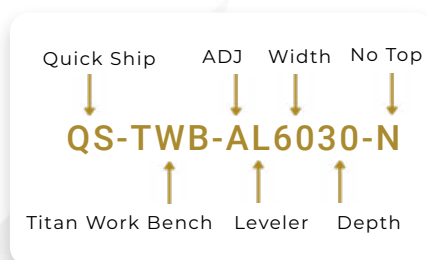 Quick Ship ADJ Width No Top
QS-TWB-AL6030-N
Titan Work Bench Leveler Depth